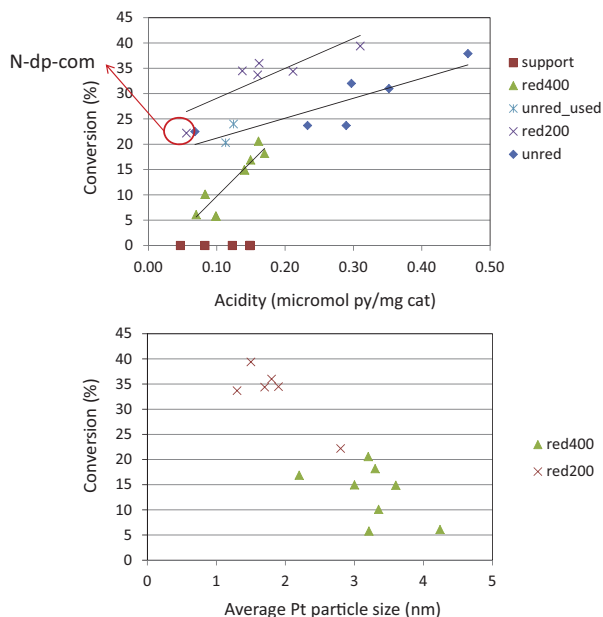 N-dp-com
Conversion (%)
45
40
35
30
25
20
15
10
5
0
0.00 0.10 0.20 0.30 0.40 0.50
Acidity (micromol py/mg cat)
support
red400
unred_used
red200
unred
Conversion (%)
45
40
35
30
25
20
15
10
5
0
0 1 2 3 4 5
Average Pt particle size (nm)
red400
red200